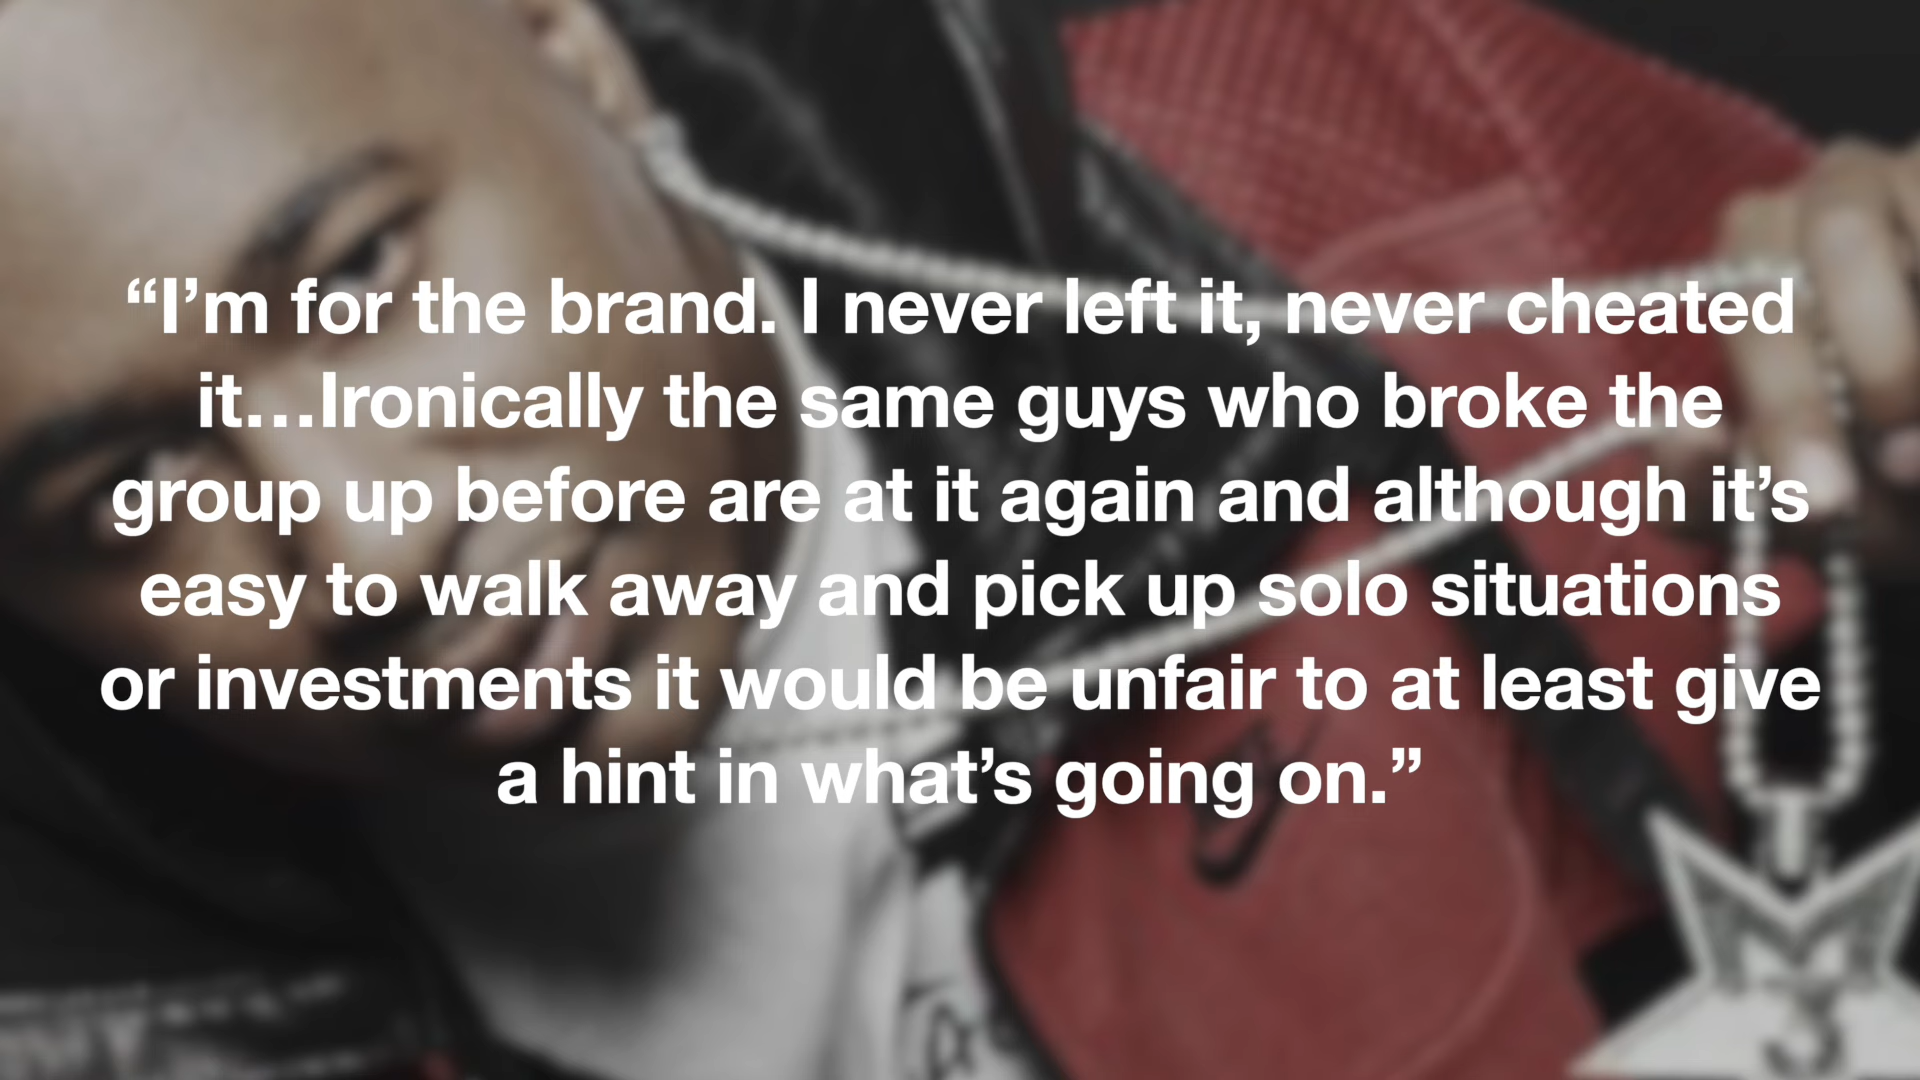 “I’m for the brand. I never left it, never cheated
it…Ironically the same guys who broke the
group up before are at it again and although it’s
easy to walk away and pick up solo situations
or investments it would be unfair to at least give
a hint in what’s going on.”
M
3